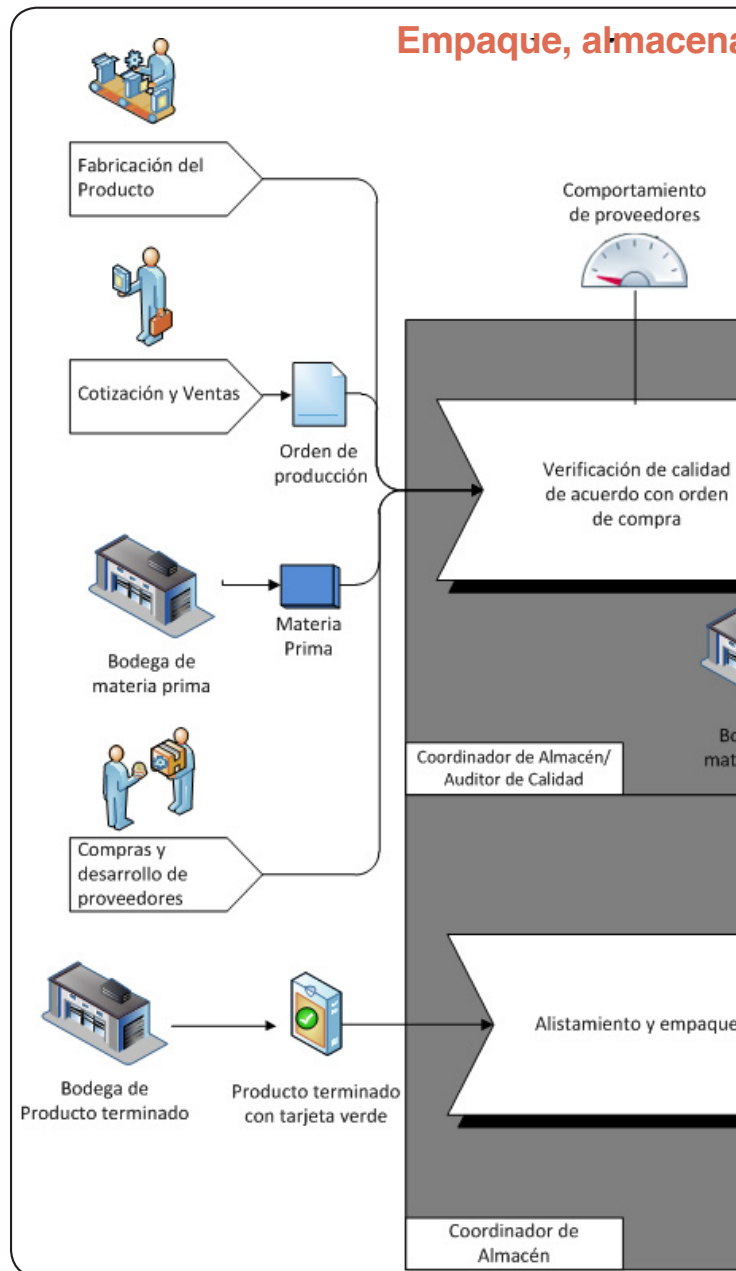 Empaque, almacena
Fabricación del
Producto
Comportamiento
de proveedores
Cotización y Ventas
Orden de
producción
Verificación de calidad
de acuerdo con orden
de compra
Materia
Prima
Bodega de
materia prima
Bo
mat
Coordinador de Almacén/
Auditor de Calidad
Compras y
desarrollo de
proveedores
Alistamiento y empaque
Bodega de
Producto terminado
Producto terminado
con tarjeta verde
Coordinador de
Almacén